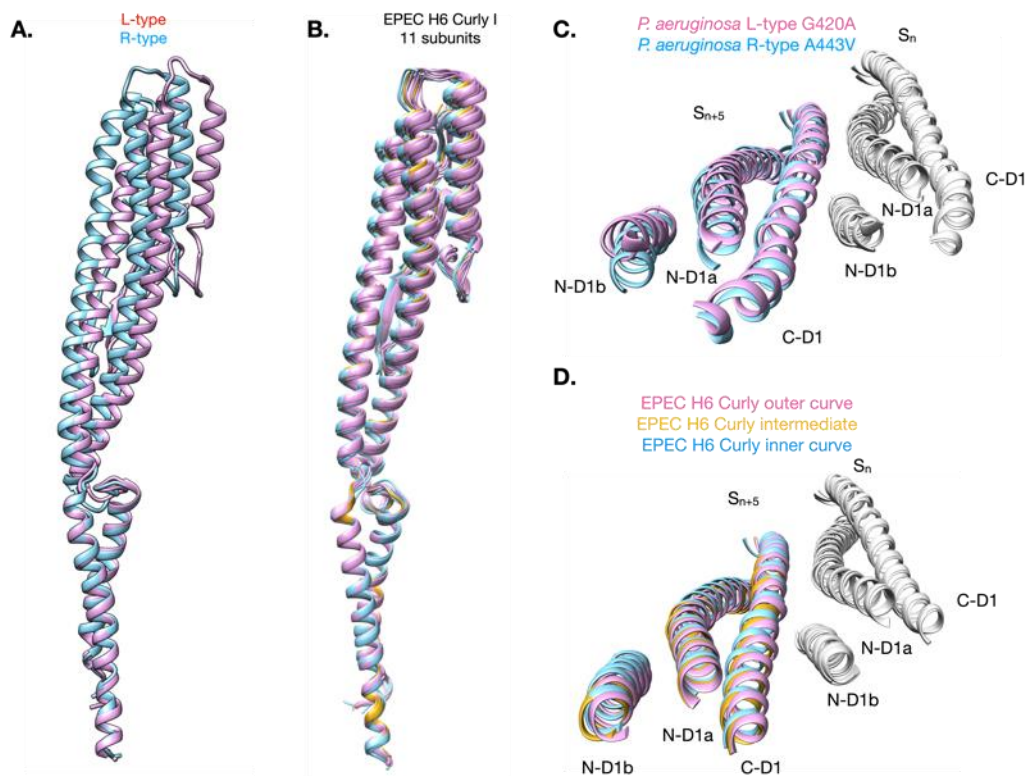 A.
L-type
R-type
B.
EPEC H6 Curly I
11 subunits
C.
P. aeruginosa L-type G420A
P. aeruginosa R-type A443V
Sn
Sn+5
C-D1
N-D1a
N-D1b
N-D1a
N-D1b
C-D1
D.
EPEC H6 Curly outer curve
EPEC H6 Curly intermediate
EPEC H6 Curly inner curve
Sn
Sn+5
C-D1
N-D1a
N-D1b
N-D1a
N-D1b
C-D1